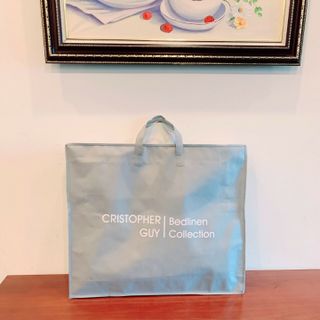 CRISTOPHER | Bedlinen
GUY | Collection